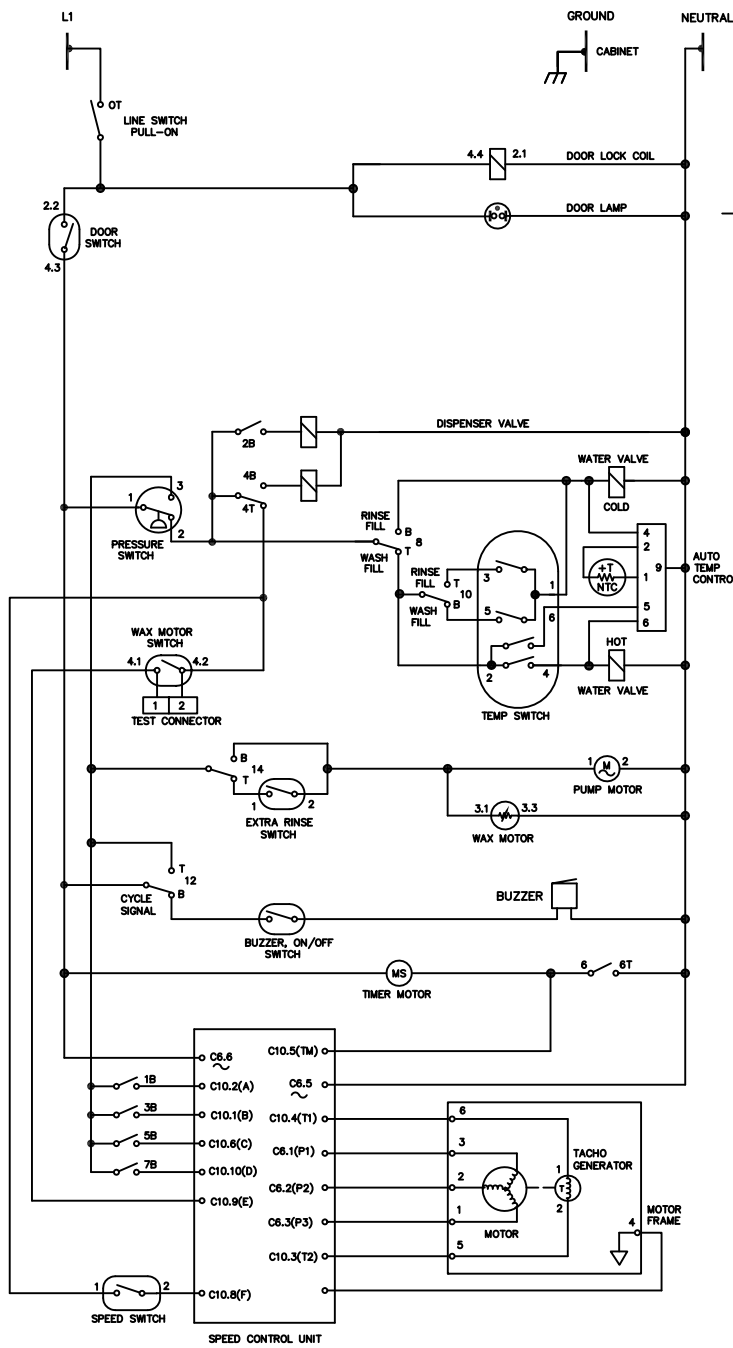 L1
GROUND
NEUTRAL
CABINET
OT
LINE SWITCH
PULL-ON
4.4
2.1
DOOR LOCK COIL
2.2
DOOR LAMP
DOOR
SWITCH
4.3
DISPENSER VALVE
2B
WATER VALVE
4B
3
1
4T
COLD
RINSE
FILL
B
4
2
8
2
PRESSURE
SWITCH
T
WASH
FILL
RINSE
FILL
T
3
1
+T
NTC
9
1
AUTO
TEMP
CONTRO
10
WASH
FILL
B
5
6
5
6
WAX MOTOR
SWITCH
HOT
4.1
4.2
2
4
WATER VALVE
1
2
TEST CONNECTOR
TEMP SWITCH
B
14
T
1
M
2
PUMP MOTOR
1
2
EXTRA RINSE
SWITCH
3.1
3.3
WAX MOTOR
T
12
CYCLE
SIGNAL
B
BUZZER
BUZZER, ON/OFF
SWITCH
MS
6
6T
TIMER MOTOR
C6.6
C10.5(TM)
1B
C10.2(A)
C6.5
3B
C10.1(B)
C10.4(T1)
6
5B
C10.6(C)
C6.1(P1)
3
TACHO
GENERATOR
7B
C10.10(D)
C6.2(P2)
2
1
T
2
C10.9(E)
C6.3(P3)
1
MOTOR
4
MOTOR
FRAME
C10.3(T2)
5
1
2
C10.8(F)
SPEED SWITCH
SPEED CONTROL UNIT